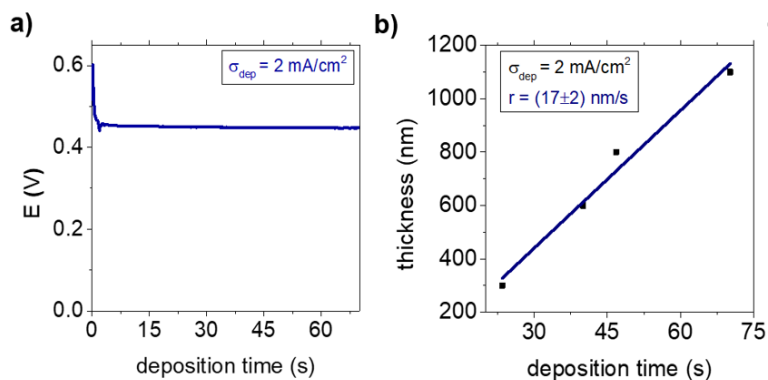 a)
σdep = 2 mA/cm²
0.6
0.4
0.2
0.0
E (V)
0
15
30
45
60
deposition time (s)
b)
σdep = 2 mA/cm²
r = (17±2) nm/s
1200
1000
800
600
400
200
thickness (nm)
30
45
60
75
deposition time (s)